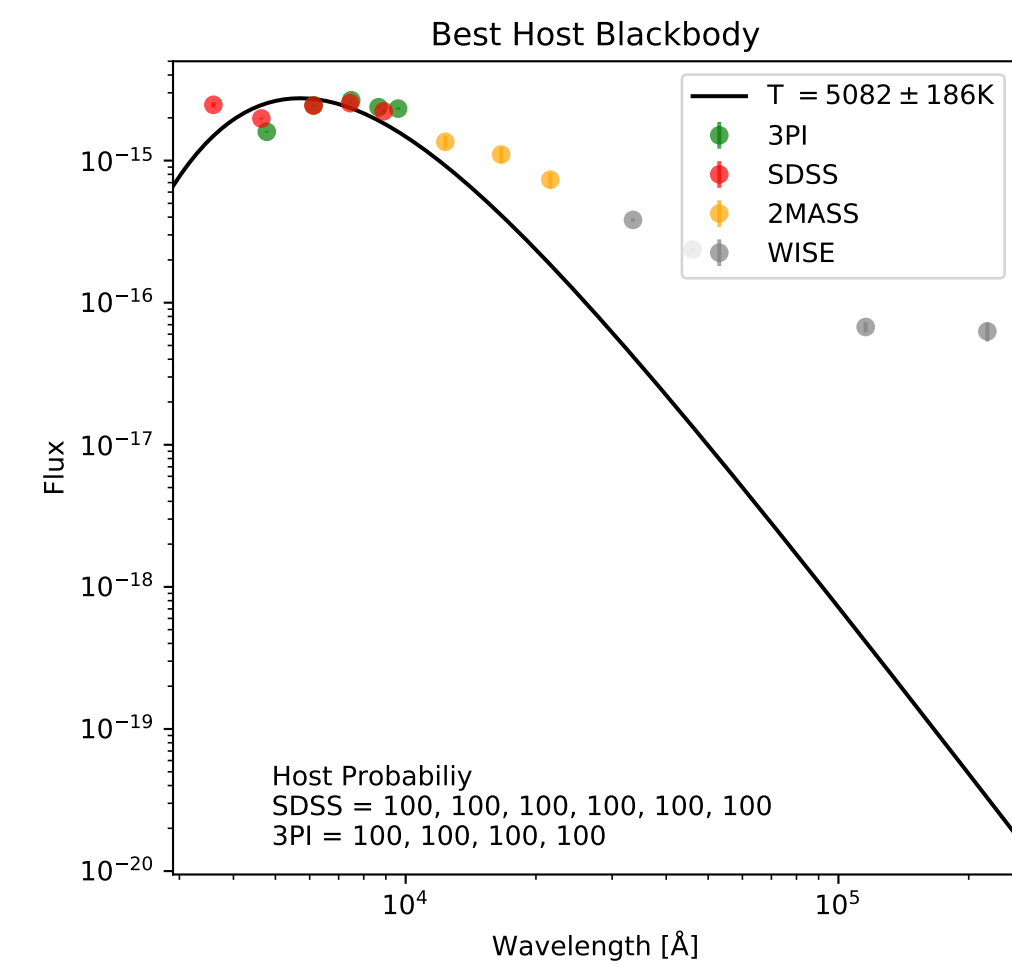 Best Host Blackbody
T = 5082 ± 186K
3PI
SDSS
2MASS
WISE
10⁻¹⁵
10⁻¹⁶
10⁻¹⁷
10⁻¹⁸
10⁻¹⁹
10⁻²⁰
Flux
Host Probabiliy
SDSS = 100, 100, 100, 100, 100, 100
3PI = 100, 100, 100, 100
10⁴ 10⁵
Wavelength [Å]